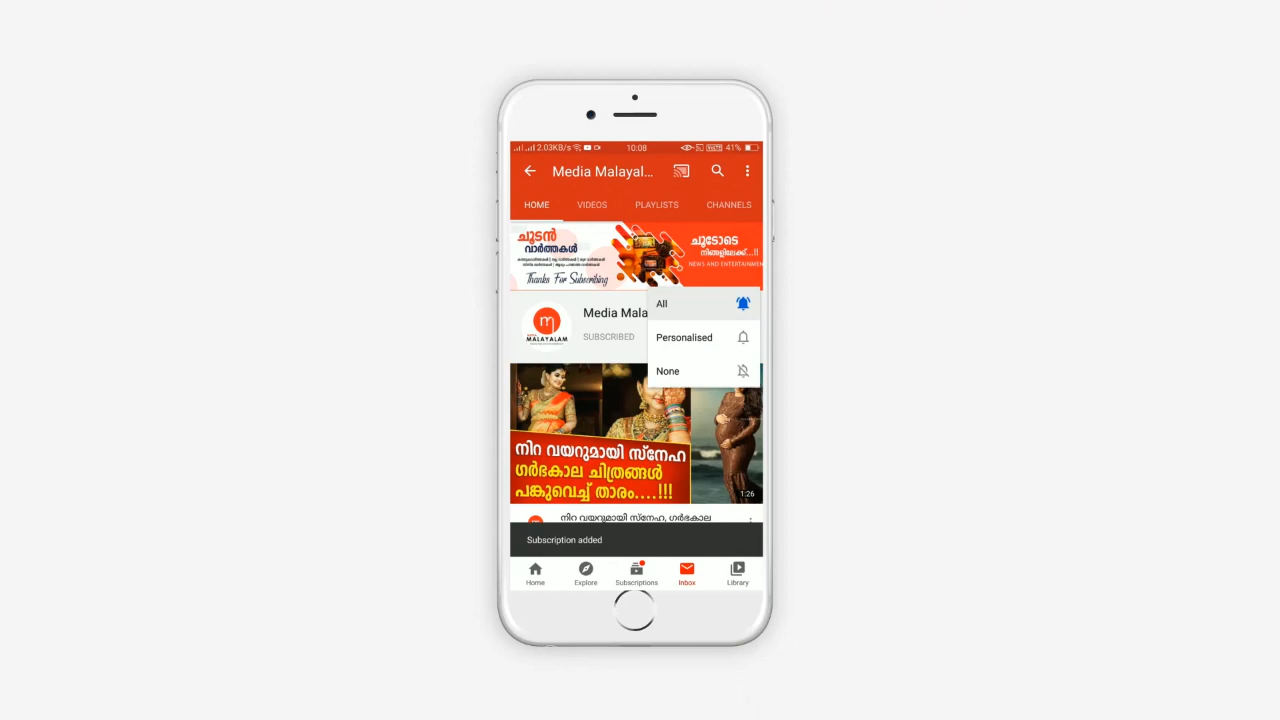 2.03KB/s 10:08 41%
Media Malayal...
HOME VIDEOS PLAYLISTS CHANNELS
ചൂടൻ
വാർത്തകൾ
Thanks For Subscribing
ചൂടോടെ
നിങ്ങളിലേക്ക്...!!
NEWS AND ENTERTAINMEN
All
Media Mala
SUBSCRIBED
Personalised
None
m
MALAYALAM
നിറ വയറുമായി സ്നേഹ
ഗർഭകാല ചിത്രങ്ങൾ
പങ്കുവെച്ച് താരം....!!!
1:26
നിറ വയറുമായി സ്നേഹ, ഗർഭകാല
Subscription added
Home Explore Subscriptions Inbox Library